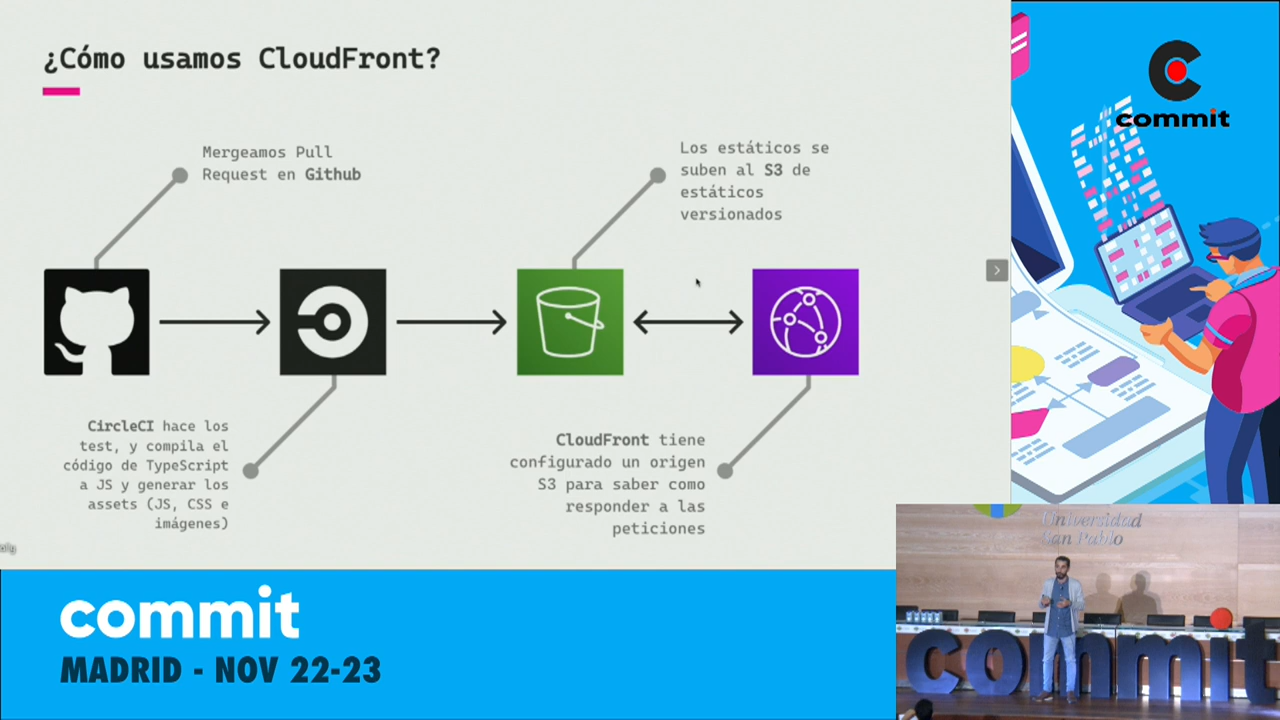 ¿Cómo usamos CloudFront?
Mergeamos Pull
Request en Github
Los estáticos se
suben al S3 de
estáticos
versionados
CircleCI hace los
test, y compila el
código de TypeScript
a JS y generar los
assets (JS, CSS e
imágenes)
CloudFront tiene
configurado un origen
S3 para saber como
responder a las
peticiones
commit
commit
MADRID - NOV 22-23
Universidad
San Pablo
commit